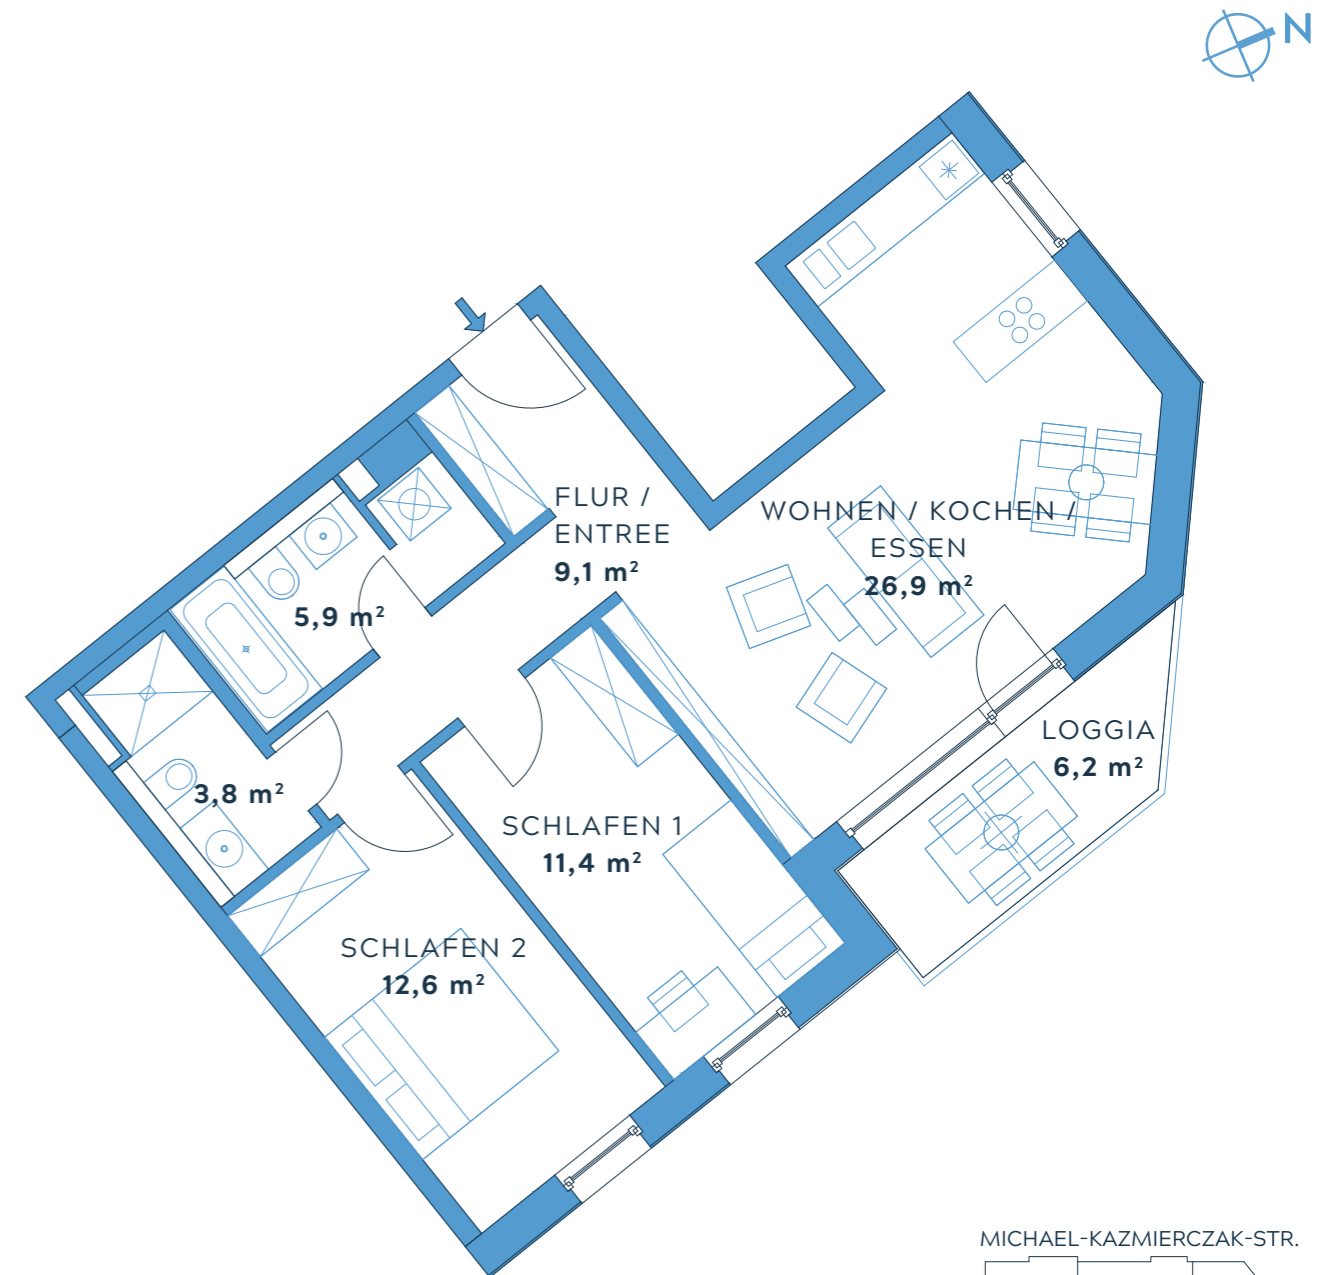 N
FLUR /
ENTREE
9,1 m²
WOHNEN / KOCHEN /
ESSEN
26,9 m²
5,9 m²
LOGGIA
6,2 m²
3,8 m²
SCHLAFEN 1
11,4 m²
SCHLAFEN 2
12,6 m²
MICHAEL-KAZMIERCZAK-STR.